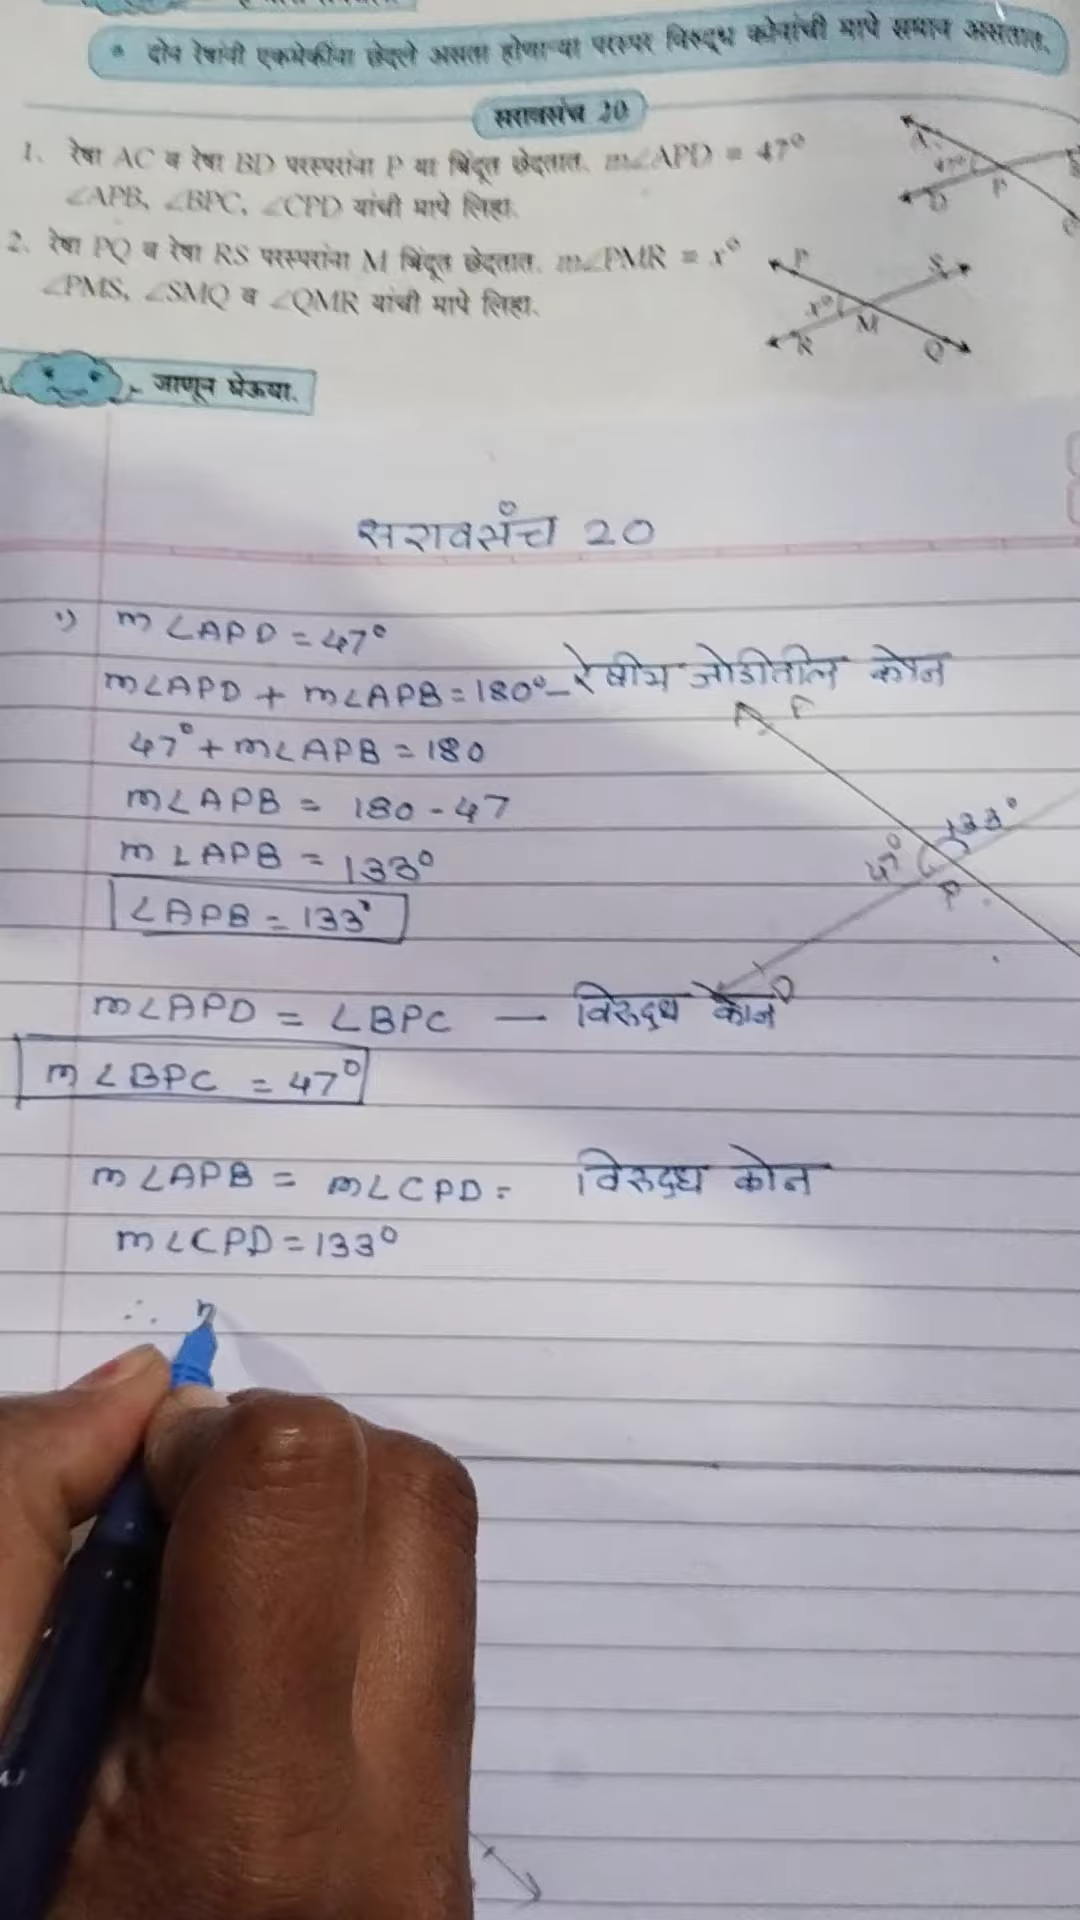 • दोन रेषांनी एकमेकींना छेदले असता होणाऱ्या परस्पर विरुद्ध कोनांची मापे समान असतात.
सरावसंच 20
1. रेषा AC व रेषा BD परस्परांना P या बिंदूत छेदतात. m∠APD = 47°
∠APB, ∠BPC, ∠CPD यांची मापे लिहा.
A
47°
D
P
2. रेषा PQ व रेषा RS परस्परांना M बिंदूत छेदतात. m∠PMR = x°
∠PMS, ∠SMQ व ∠QMR यांची मापे लिहा.
P
S
x°
M
R
Q
जाणून घेऊया.
सरावसंच 20
1) m∠APD = 47°
m∠APD + m∠APB = 180° - रेषीय जोडीतील कोन
47° + m∠APB = 180
m∠APB = 180 - 47
m∠APB = 133°
∠APB = 133°
133°
47°
P
D
m∠APD = ∠BPC — विरुद्ध कोन
m∠BPC = 47°
m∠APB = m∠CPD = विरुद्ध कोन
m∠CPD = 133°
∴